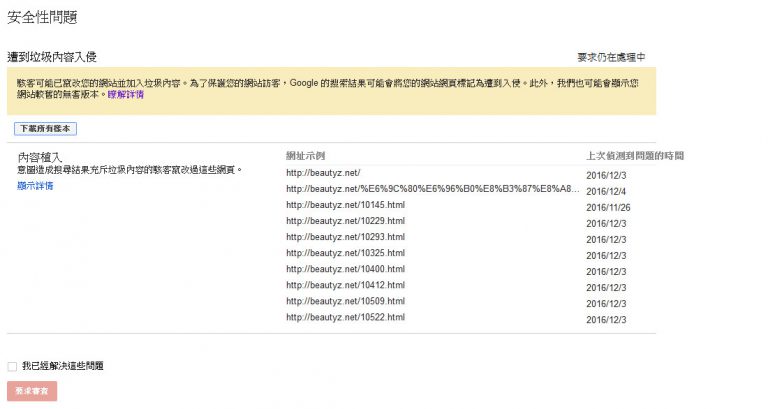 安全性問題
遭到垃圾內容入侵 要求仍在處理中
駭客可能已竄改您的網站並加入垃圾內容。為了保護您的網站訪客，Google 的搜索結果可能會將您的網站網頁標記為遭到入侵。此外，我們也可能會顯示您
網站較舊的無害版本。瞭解詳情
下載所有樣本
內容植入 網址示例 上次偵測到問題的時間
意圖造成搜尋結果充斥垃圾內容的駭客竄改過這些網頁。
顯示詳情
http://beautyz.net/ 2016/12/3
http://beautyz.net/%E6%9C%80%E6%96%B0%E8%B3%87%E8%A8... 2016/12/4
http://beautyz.net/10145.html 2016/11/26
http://beautyz.net/10229.html 2016/12/3
http://beautyz.net/10293.html 2016/12/3
http://beautyz.net/10325.html 2016/12/3
http://beautyz.net/10400.html 2016/12/3
http://beautyz.net/10412.html 2016/12/3
http://beautyz.net/10509.html 2016/12/3
http://beautyz.net/10522.html 2016/12/3
我已經解決這些問題
要求審查